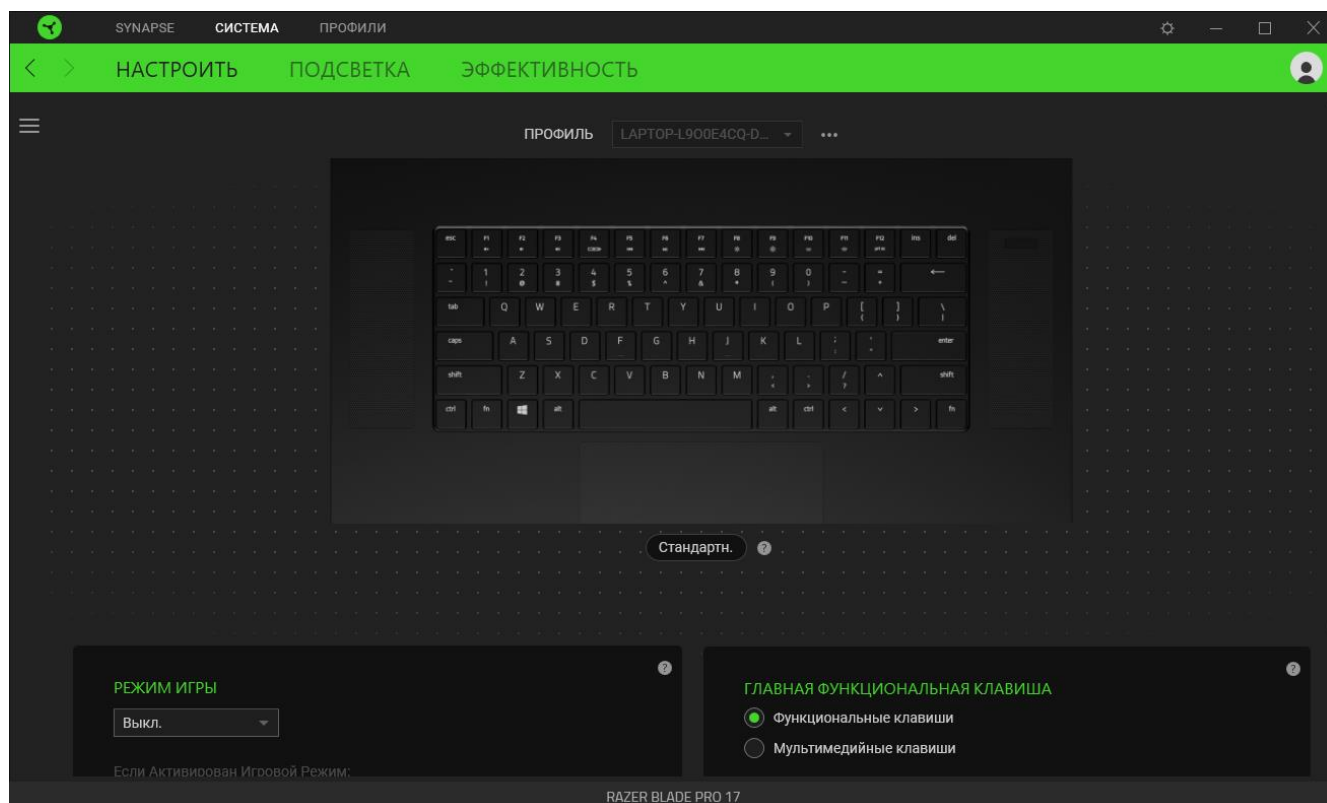 SYNAPSE СИСТЕМА ПРОФИЛИ
НАСТРОИТЬ ПОДСВЕТКА ЭФФЕКТИВНОСТЬ
ПРОФИЛЬ LAPTOP-L9O0E4CQ-D... •••
esc F1 F2 F3 F4 F5 F6 F7 F8 F9 F10 F11 F12 ins del
1 2 3 4 5 6 7 8 9 0 - =
tab Q W E R T Y U I O P [ ] \
caps A S D F G H J K L ; ' enter
shift Z X C V B N M , . / ^ shift
ctrl fn alt alt ctrl < v > fn
Стандартн. ?
РЕЖИМ ИГРЫ ?
Выкл.
Если Активирован Игровой Режим:
ГЛАВНАЯ ФУНКЦИОНАЛЬНАЯ КЛАВИША ?
Функциональные клавиши
Мультимедийные клавиши
RAZER BLADE PRO 17